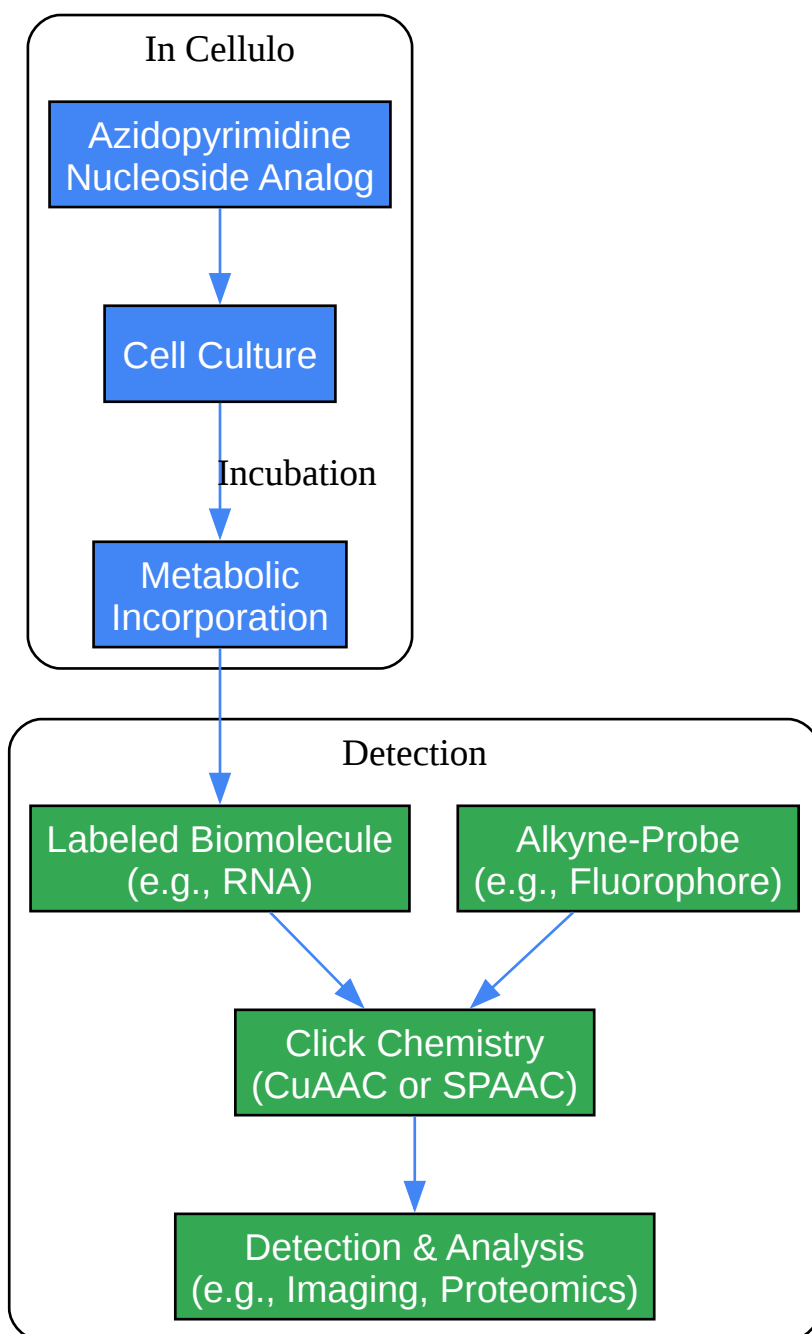 In Cellulo
Azidopyrimidine
Nucleoside Analog
Cell Culture
Incubation
Metabolic
Incorporation
Detection
Labeled Biomolecule
(e.g., RNA)
Alkyne-Probe
(e.g., Fluorophore)
Click Chemistry
(CuAAC or SPAAC)
Detection & Analysis
(e.g., Imaging, Proteomics)